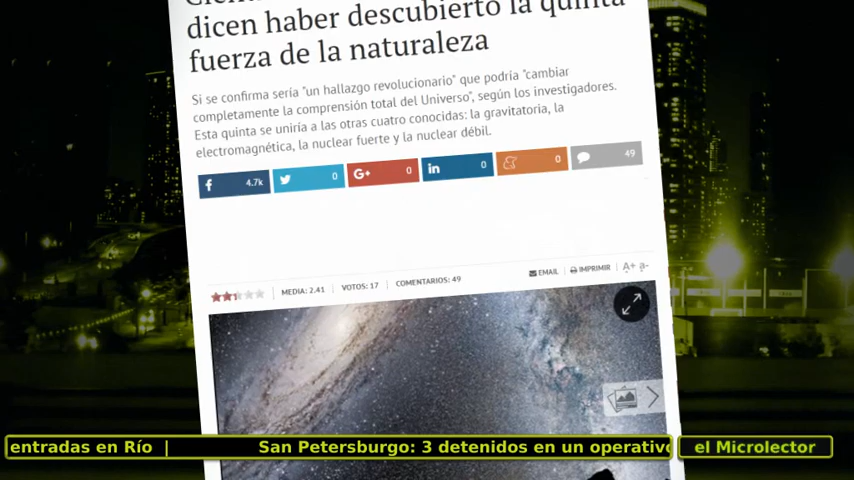 dicen haber descubierto la quinta
fuerza de la naturaleza
Si se confirma sería "un hallazgo revolucionario" que podría "cambiar
completamente la comprensión total del Universo", según los investigadores.
Esta quinta se uniría a las otras cuatro conocidas: la gravitatoria, la
electromagnética, la nuclear fuerte y la nuclear débil.
f 4.7k 0 G+ 0 in 0 0 49
MEDIA: 2.41 VOTOS: 17 COMENTARIOS: 49 EMAIL IMPRIMIR A+ a-
entradas en Río | San Petersburgo: 3 detenidos en un operativo el Microlector